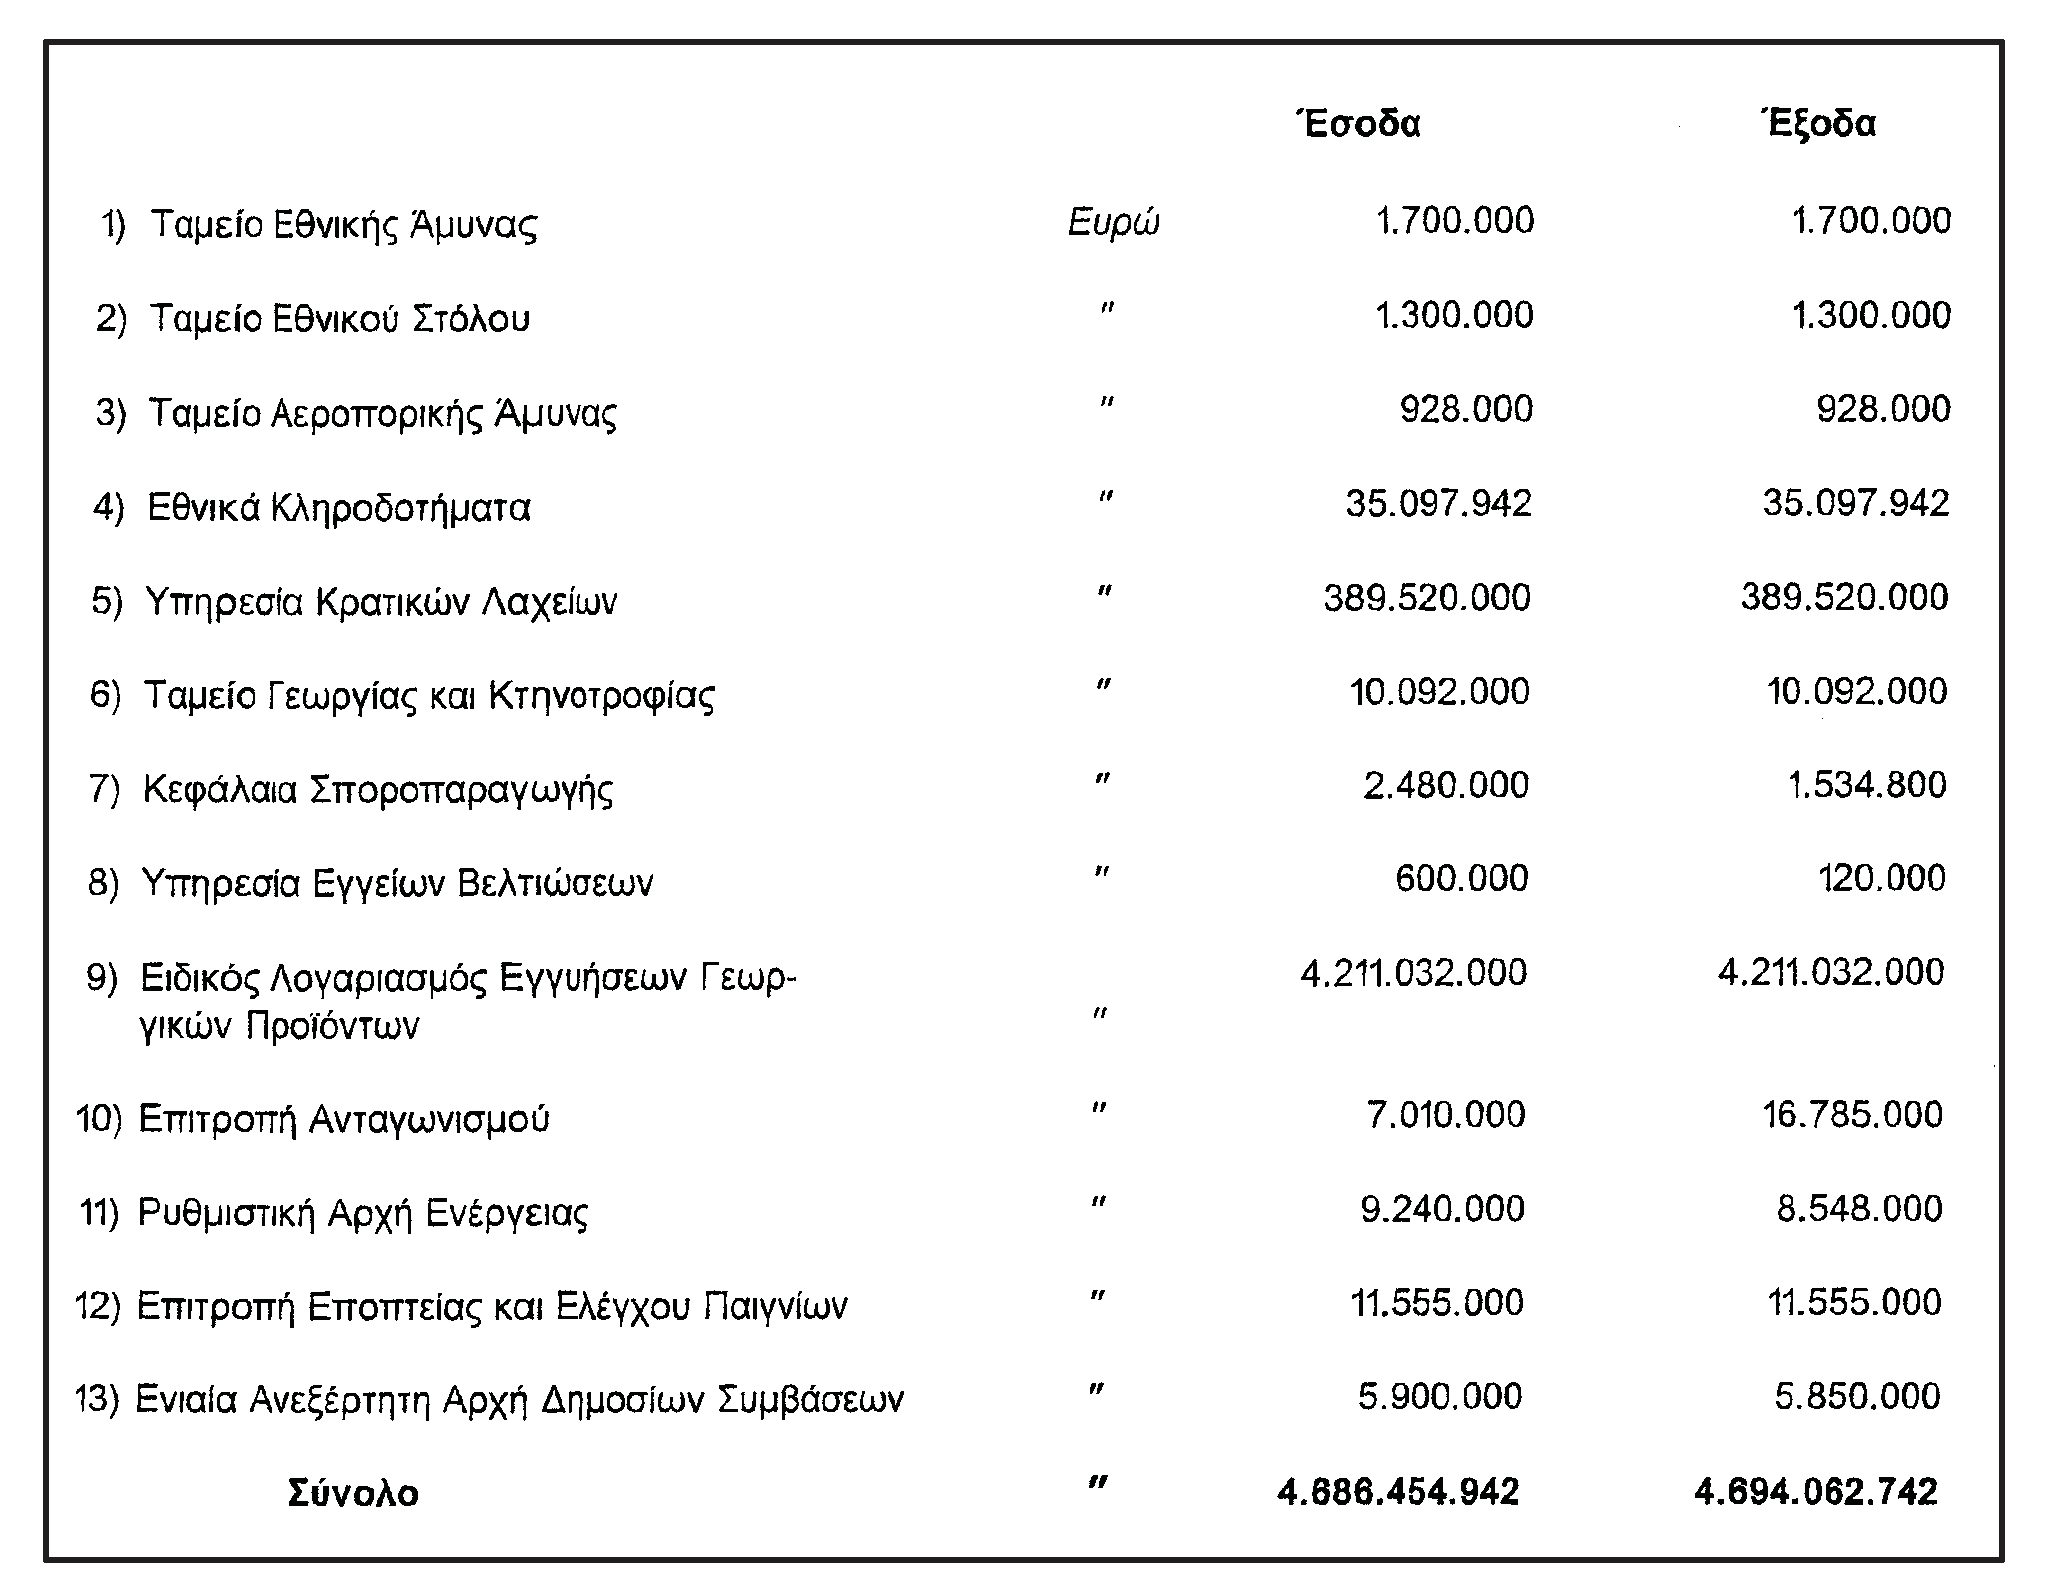 Έσοδα Έξοδα
1) Ταμείο Εθνικής Άμυνας Ευρώ 1.700.000 1.700.000
2) Ταμείο Εθνικού Στόλου " 1.300.000 1.300.000
3) Ταμείο Αεροπορικής Άμυνας " 928.000 928.000
4) Εθνικά Κληροδοτήματα " 35.097.942 35.097.942
5) Υπηρεσία Κρατικών Λαχείων " 389.520.000 389.520.000
6) Ταμείο Γεωργίας και Κτηνοτροφίας " 10.092.000 10.092.000
7) Κεφάλαια Σποροπαραγωγής " 2.480.000 1.534.800
8) Υπηρεσία Εγγείων Βελτιώσεων " 600.000 120.000
9) Ειδικός Λογαριασμός Εγγυήσεων Γεωρ- 4.211.032.000 4.211.032.000
γικών Προϊόντων "
10) Επιτροπή Ανταγωνισμού " 7.010.000 16.785.000
11) Ρυθμιστική Αρχή Ενέργειας " 9.240.000 8.548.000
12) Επιτροπή Εποπτείας και Ελέγχου Παιγνίων " 11.555.000 11.555.000
13) Ενιαία Ανεξέρτητη Αρχή Δημοσίων Συμβάσεων " 5.900.000 5.850.000
Σύνολο " 4.686.454.942 4.694.062.742